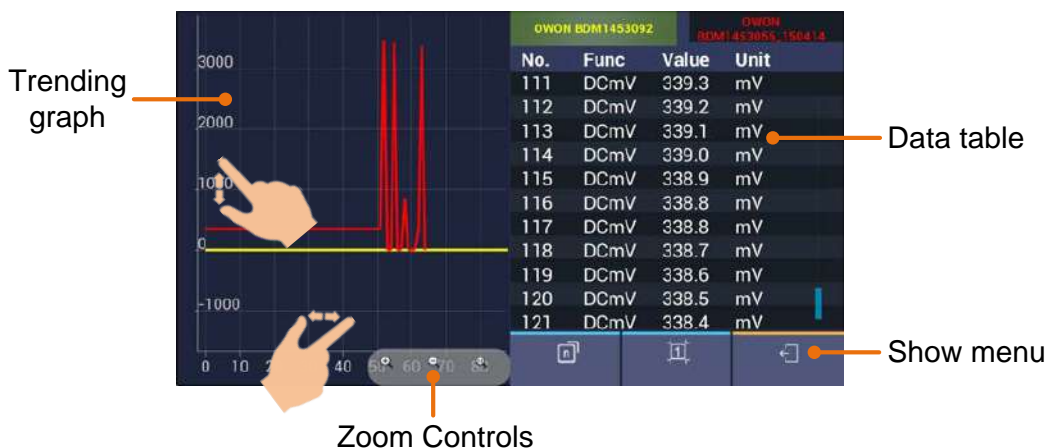 Trending
graph
3000
2000
1000
0
-1000
0 10 40 60 70
OWON BDM1453092
OWON
BDM1453055_150414
No. Func Value Unit
111 DCmV 339.3 mV
112 DCmV 339.2 mV
113 DCmV 339.1 mV
114 DCmV 339.0 mV
115 DCmV 338.9 mV
116 DCmV 338.8 mV
117 DCmV 338.8 mV
118 DCmV 338.7 mV
119 DCmV 338.6 mV
120 DCmV 338.5 mV
121 DCmV 338.4 mV
n
1
Data table
Show menu
Zoom Controls